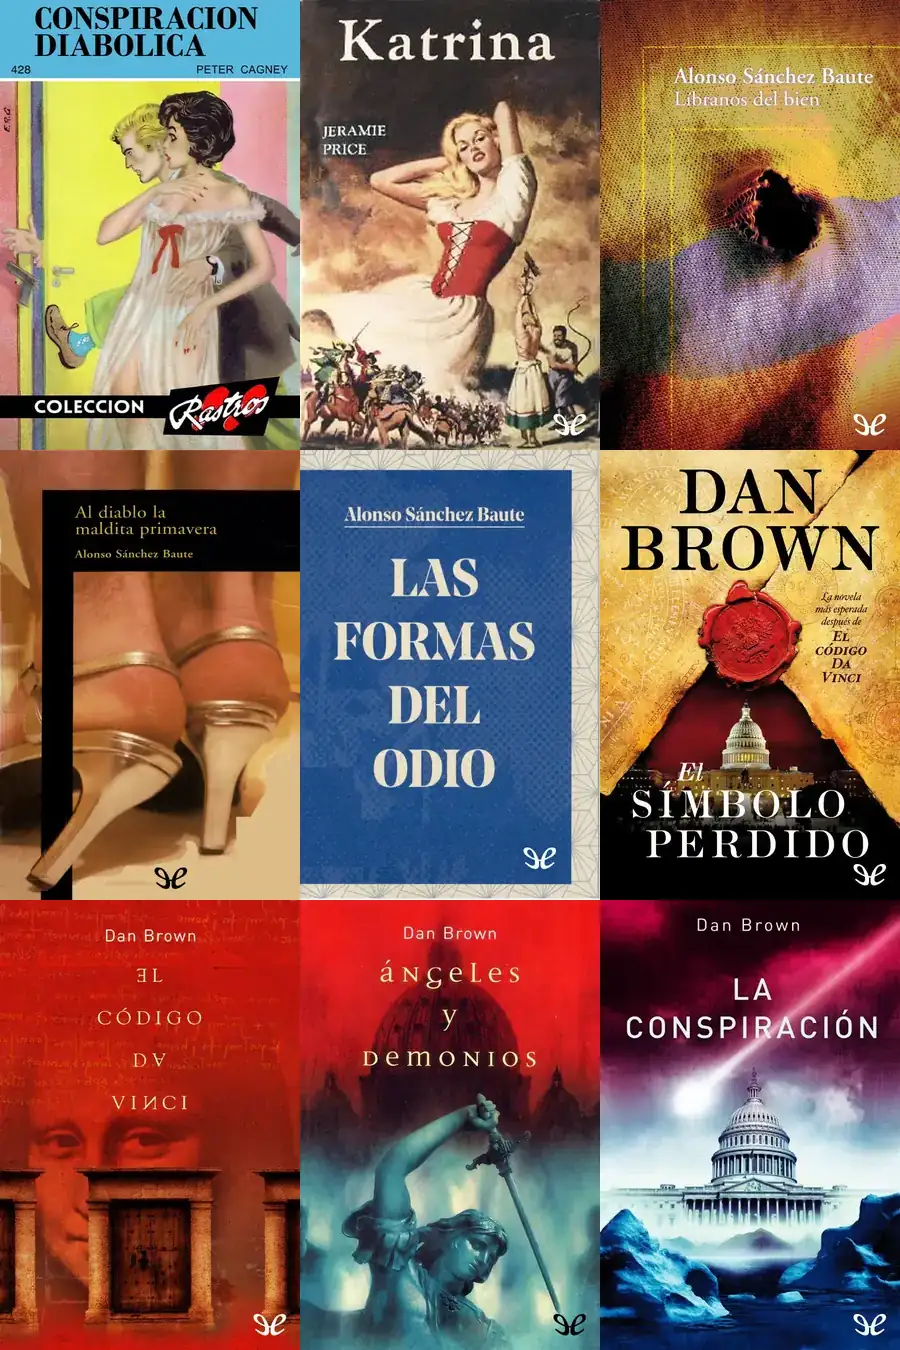 CONSPIRACION
DIABOLICA
428
PETER CAGNEY
E.R.G
COLECCION
Rastros
Katrina
JERAMIE
PRICE
Alonso Sánchez Baute
Líbranos del bien
Al diablo la
maldita primavera
Alonso Sánchez Baute
Alonso Sánchez Baute
LAS
FORMAS
DEL
ODIO
DAN
BROWN
La novela
más esperada
después de
EL
CÓDIGO
DA
VINCI
El
SÍMBOLO
PERDIDO
Dan Brown
EL
CÓDIGO
DA
VINCI
Dan Brown
ángeles
y
demonios
Dan Brown
LA
CONSPIRACIÓN